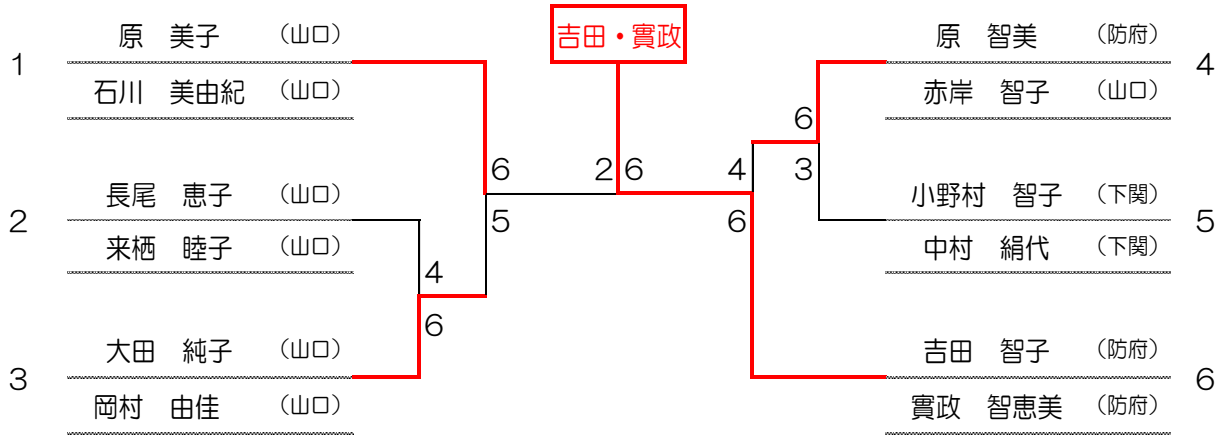 吉田・實政
1
原 美子 (山口)
石川 美由紀 (山口)
2
長尾 恵子 (山口)
来栖 睦子 (山口)
3
大田 純子 (山口)
岡村 由佳 (山口)
6
5
4
6
2 6
4
6
6
3
原 智美 (防府)
赤岸 智子 (山口)
4
小野村 智子 (下関)
中村 絹代 (下関)
5
吉田 智子 (防府)
實政 智恵美 (防府)
6